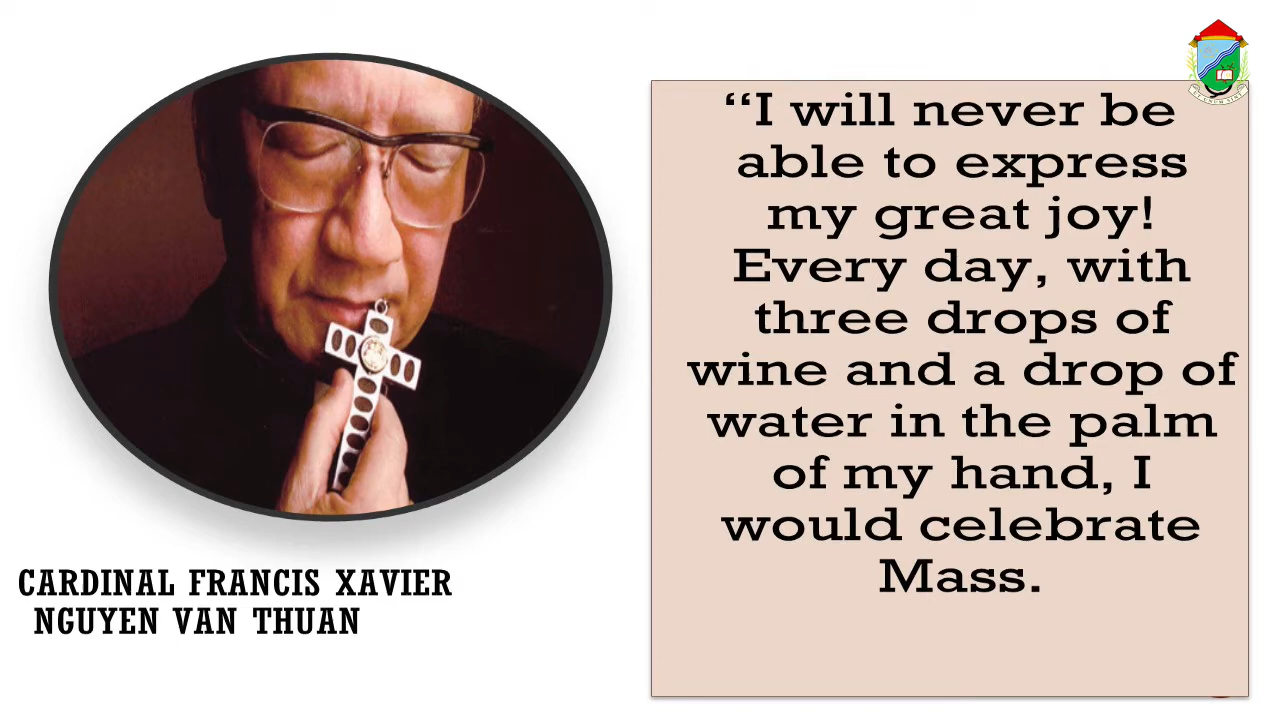 “I will never be
able to express
my great joy!
Every day, with
three drops of
wine and a drop of
water in the palm
of my hand, I
would celebrate
Mass.
CARDINAL FRANCIS XAVIER
NGUYEN VAN THUAN